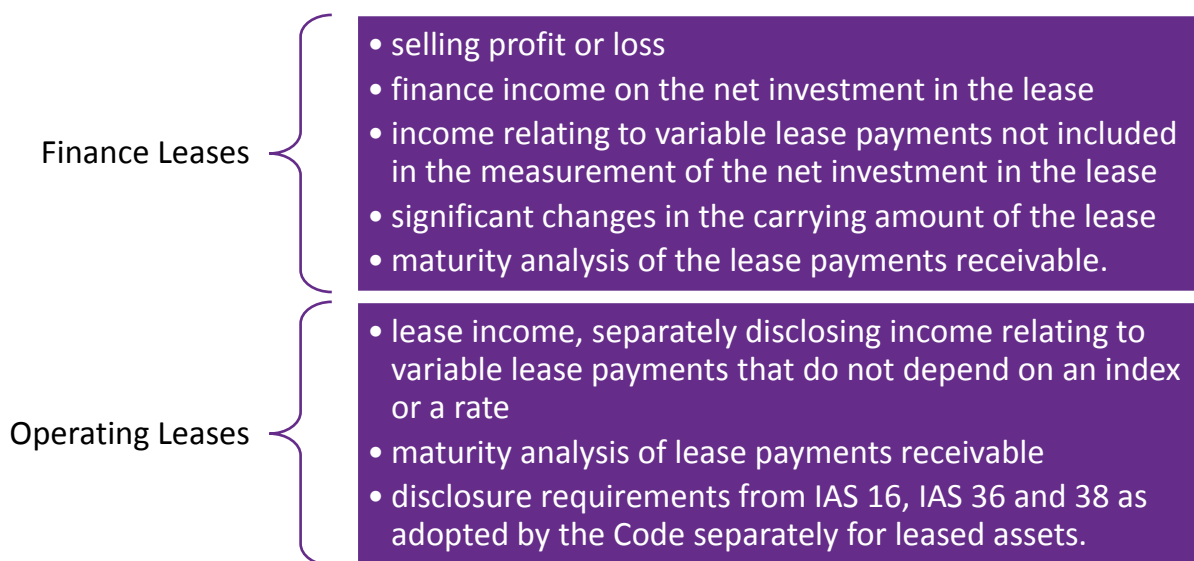 Finance Leases
• selling profit or loss
• finance income on the net investment in the lease
• income relating to variable lease payments not included
in the measurement of the net investment in the lease
• significant changes in the carrying amount of the lease
• maturity analysis of the lease payments receivable.
Operating Leases
• lease income, separately disclosing income relating to
variable lease payments that do not depend on an index
or a rate
• maturity analysis of lease payments receivable
• disclosure requirements from IAS 16, IAS 36 and 38 as
adopted by the Code separately for leased assets.